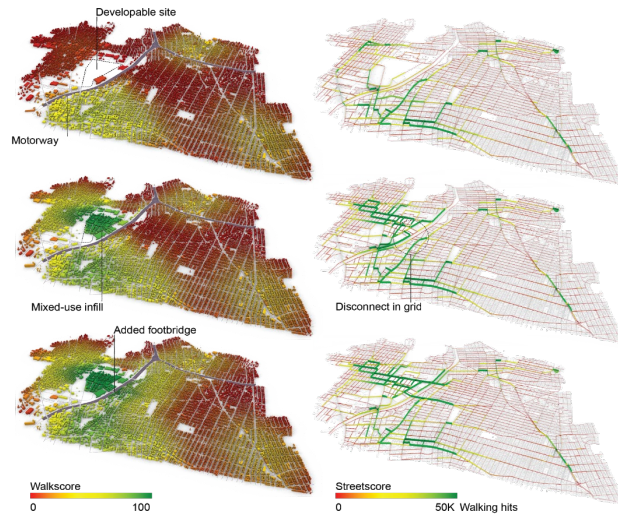 Developable site
Motorway
Mixed-use infill
Disconnect in grid
Added footbridge
Walkscore
0 100
Streetscore
0 50K Walking hits